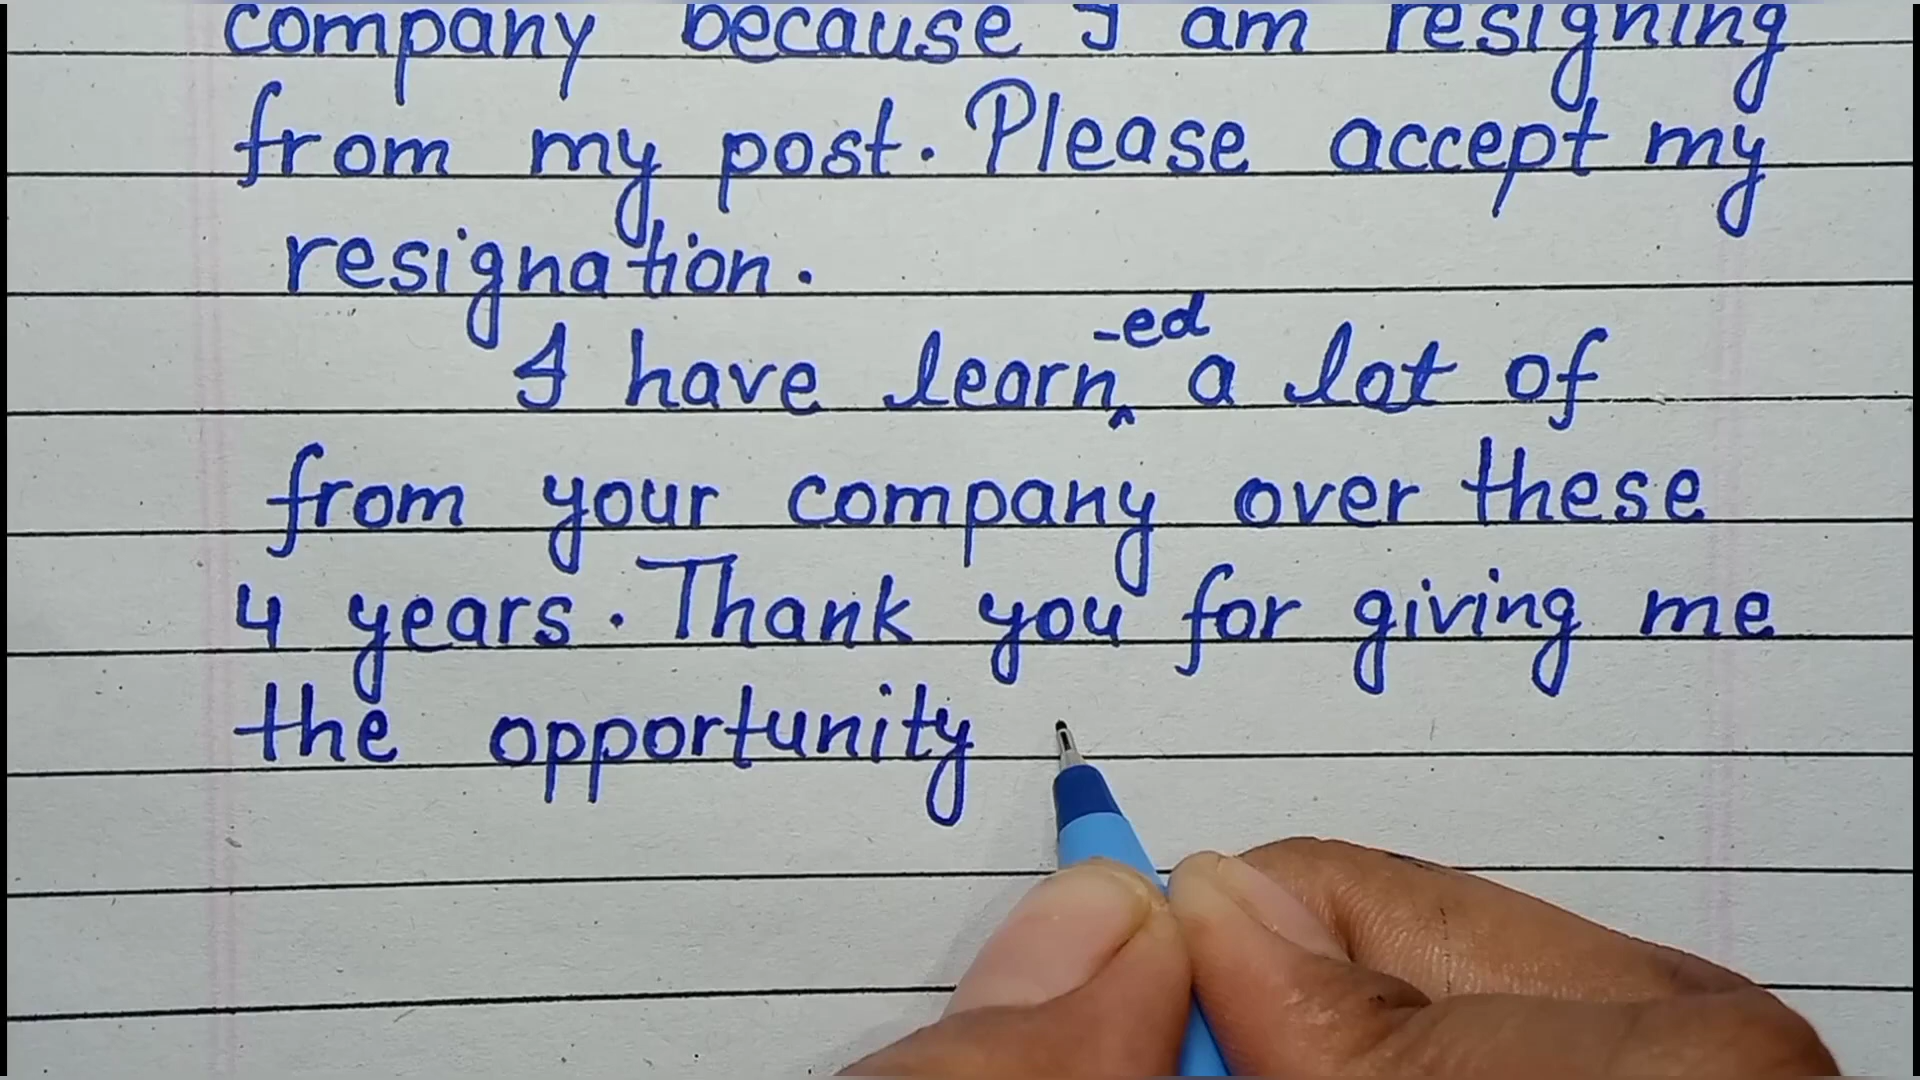 company because I am resigning
from my post. Please accept my
resignation.
-ed
I have learn^ a lot of
from your company over these
4 years. Thank you for giving me
the opportunity